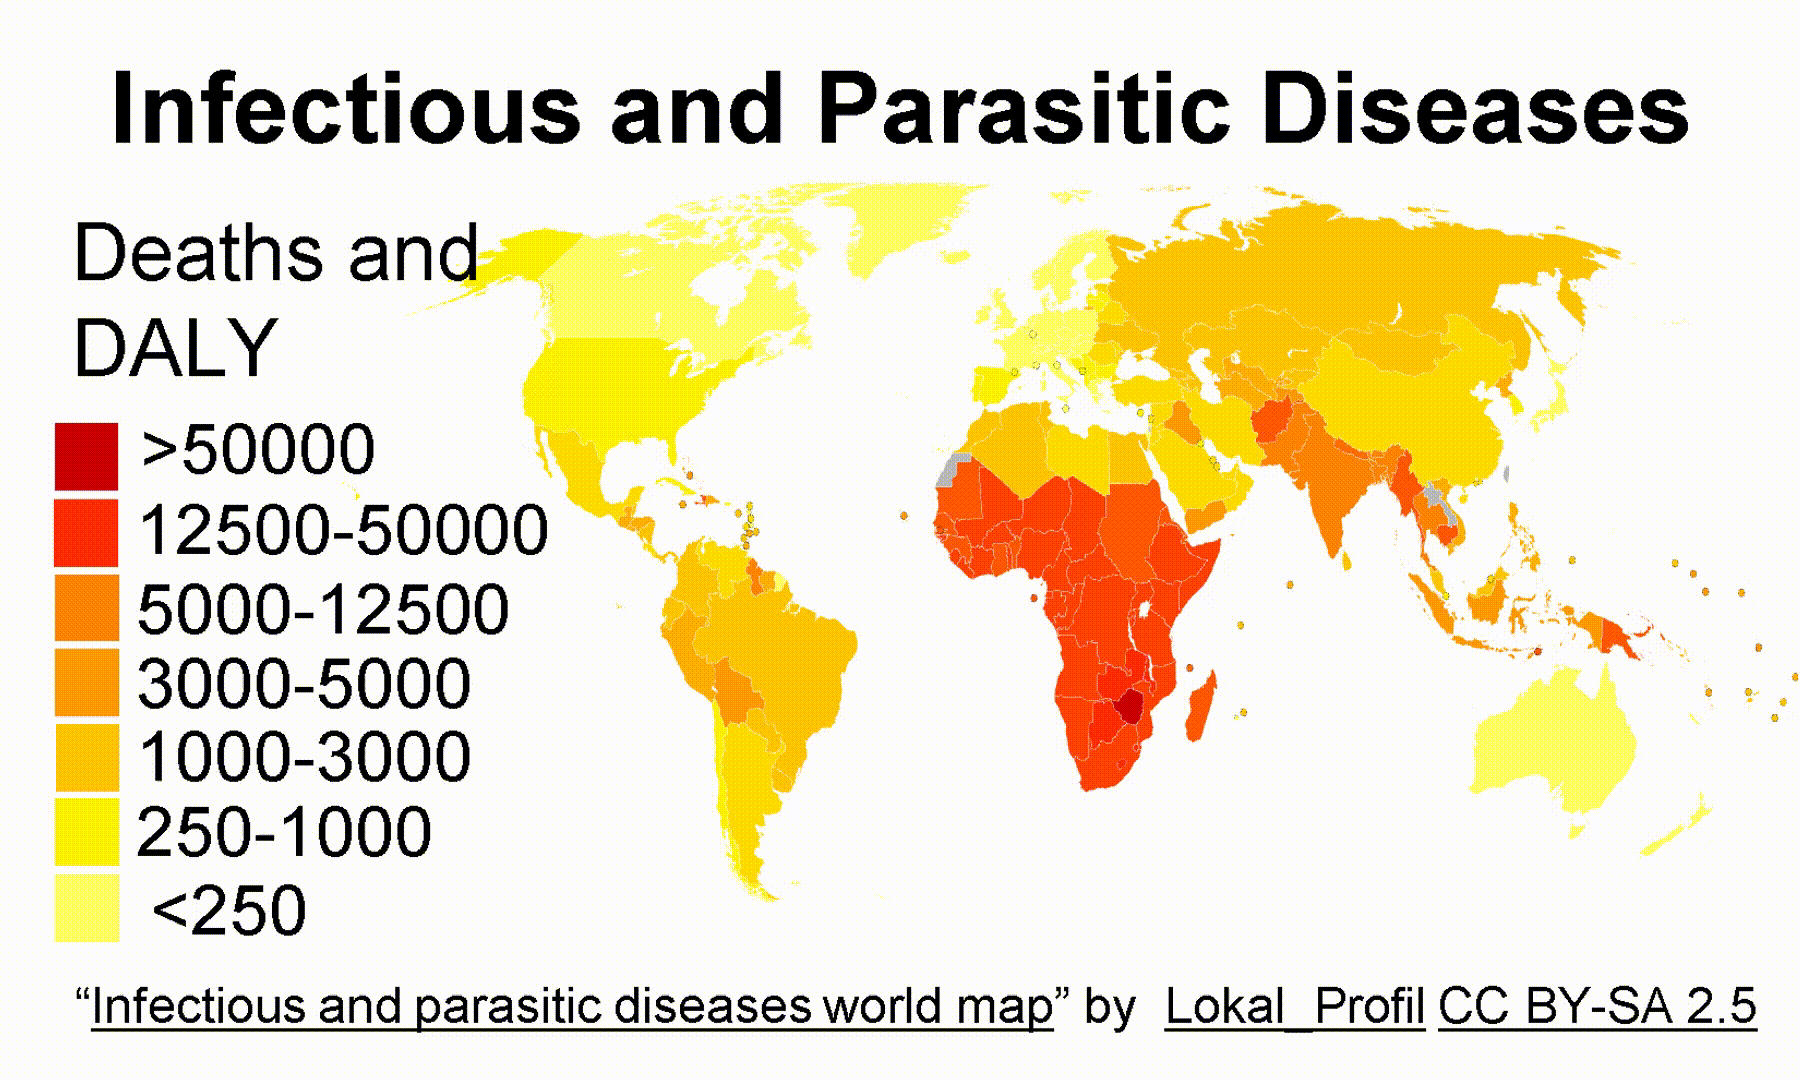 Infectious and Parasitic Diseases
Deaths and
DALY
>50000
12500-50000
5000-12500
3000-5000
1000-3000
250-1000
<250
“Infectious and parasitic diseases world map” by Lokal_Profil CC BY-SA 2.5